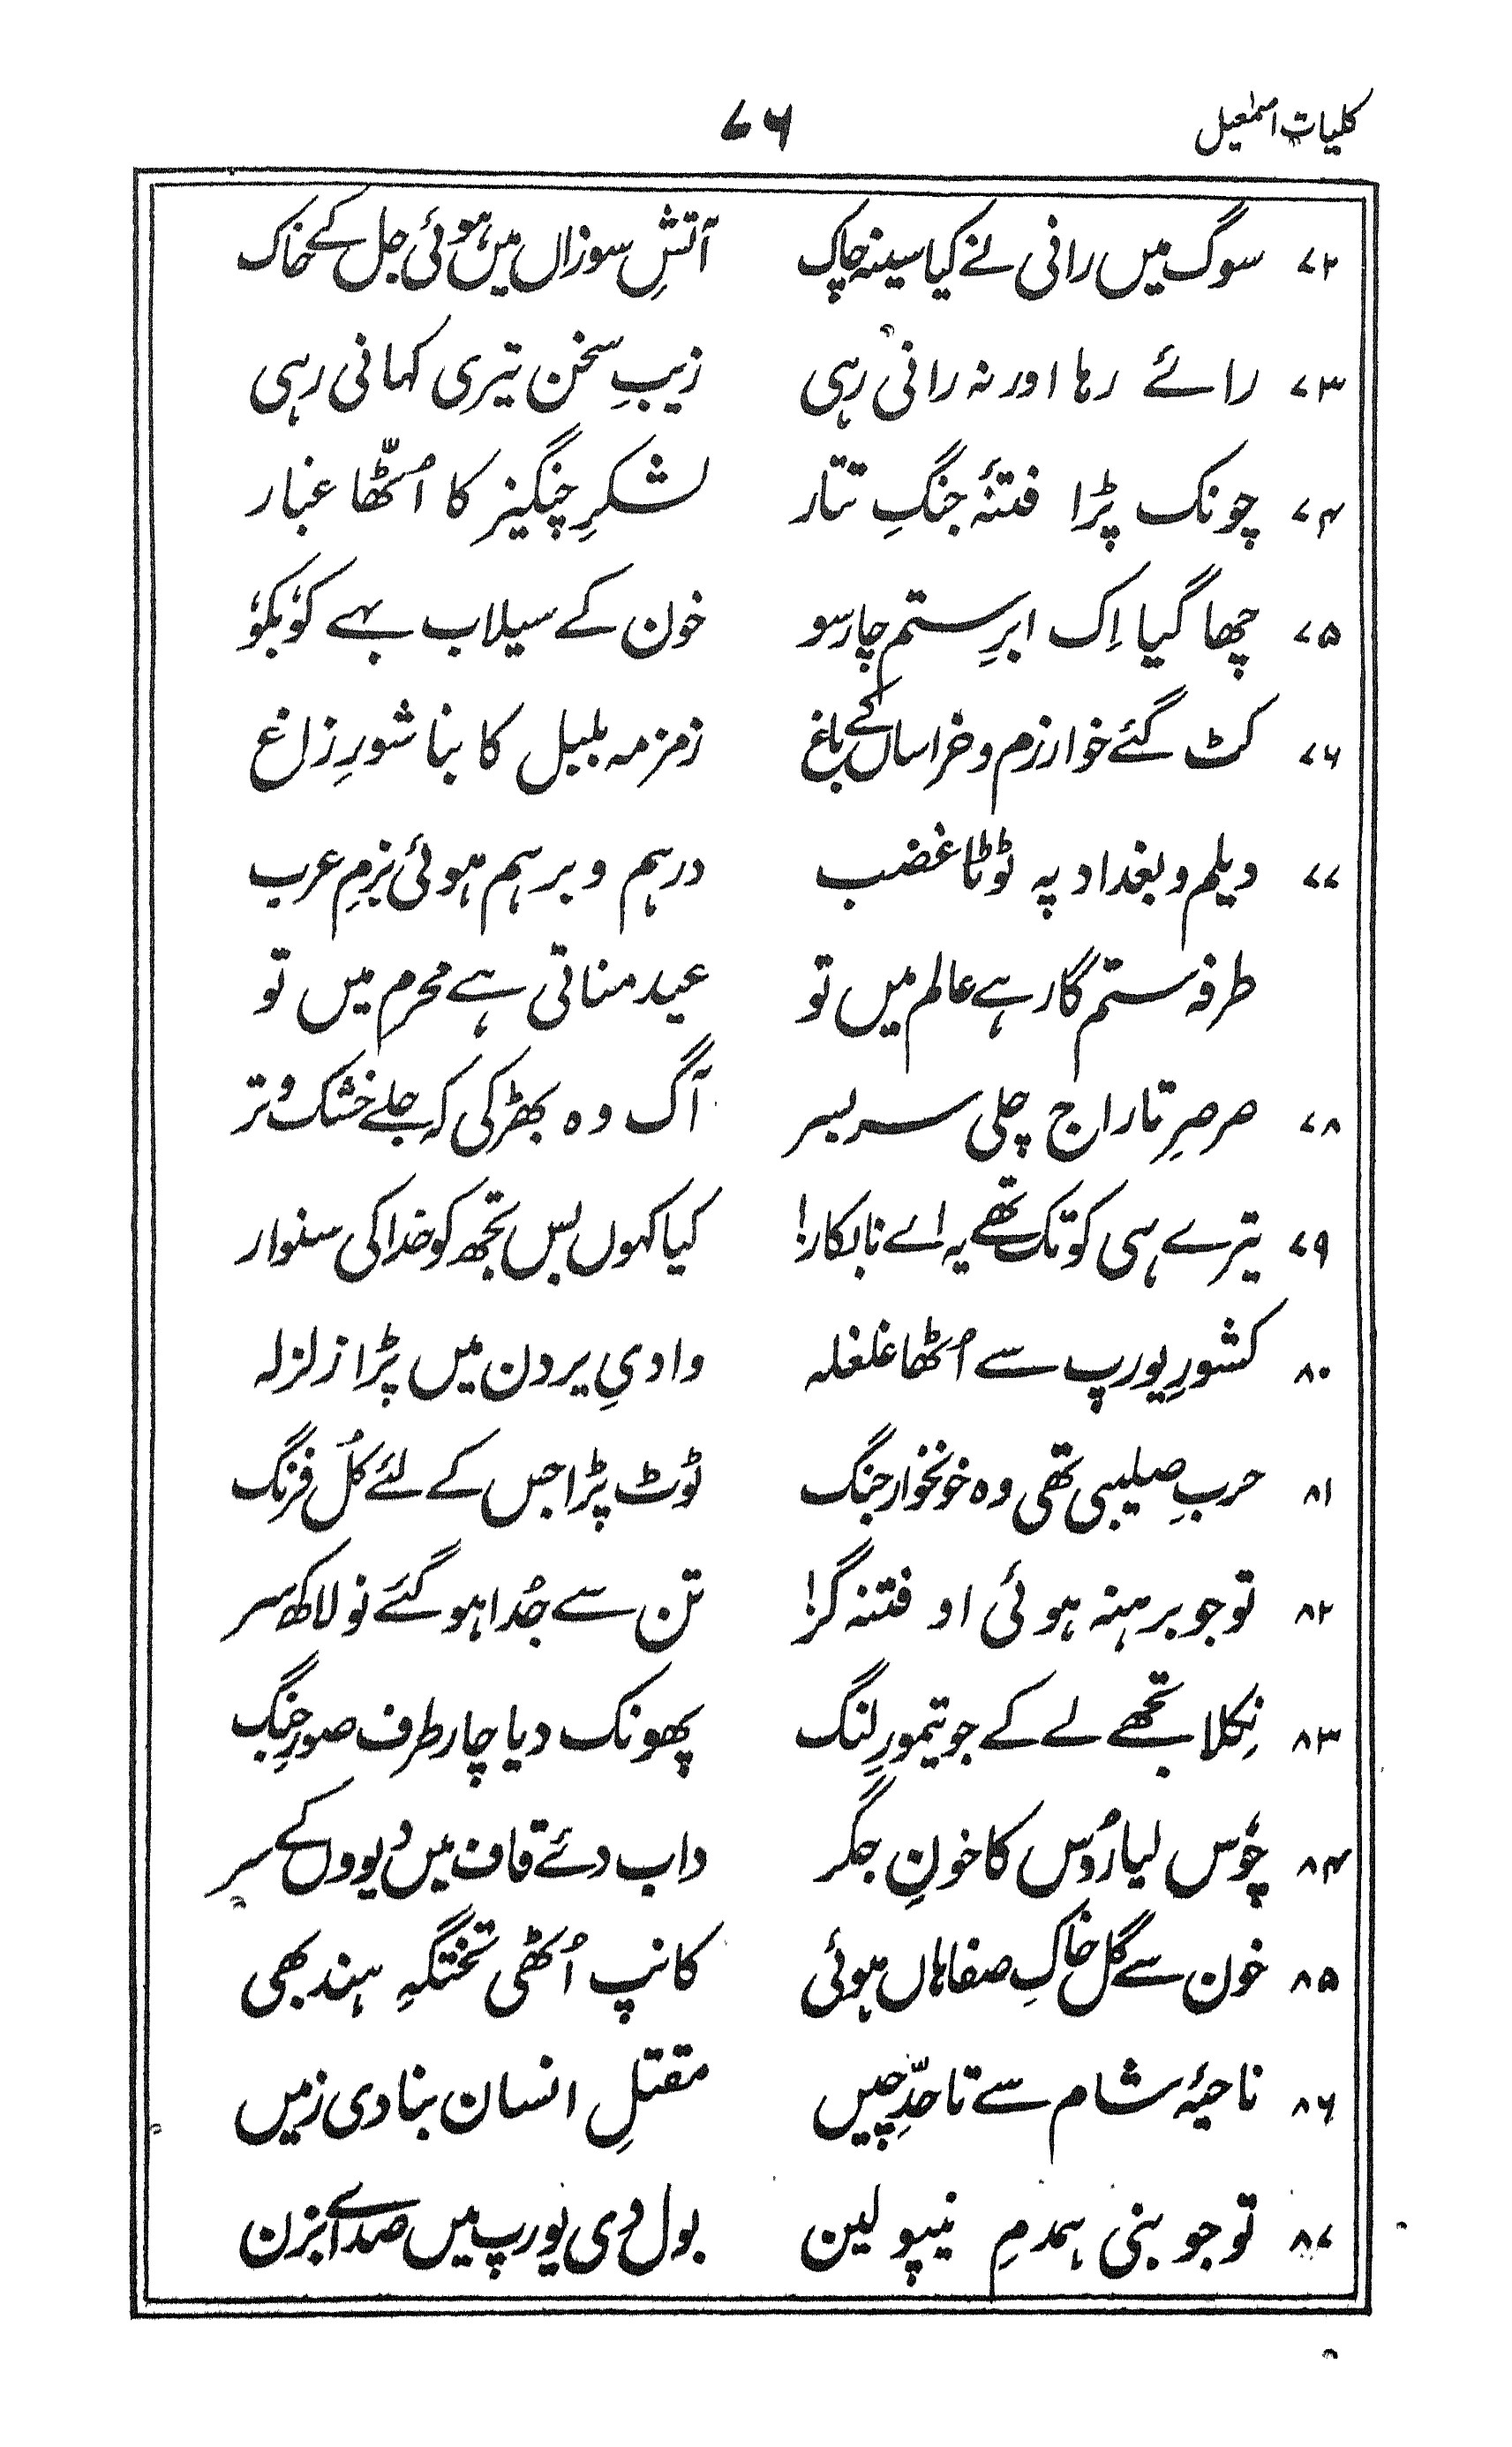 کلیات اسمٰعیل ۷۶
۷۲ سوگ میں رانی نے کیا سینہ چاک آتشِ سوزاں میں ہوئی جل کے خاک
۷۳ رائے رہا اور نہ رانی رہی زیبِ سخن تیری کہانی رہی
۷۴ چونک پڑا فتنۂ جنگِ تتار لشکرِ چنگیز کا اُٹّھا غبار
۷۵ چھا گیا اِک ابرِ ستم چار سو خون کے سیلاب بہے کوٗ بکوٗ
۷۶ کٹ گئے خوارزم و خراساں کے باغ زمزمہ بلبل کا بنا شورِ زاغ
۷۷ دیلم و بغداد پہ ٹوٹا غضب درہم و برہم ہوئی بزمِ عرب
طرفہ ستم گار ہے عالم میں تو عید مناتی ہے محرم میں تو
۷۸ صرصرِ تاراج چلی سر بسر آگ وہ بھڑکی کہ جلے خشک و تر
۷۹ تیرے ہی کوتک تھے یہ اے نابکار! کیا کہوں بس تجھ کو خدا کی سنوار
۸۰ کشورِ یورپ سے اُٹھا غلغلہ وادیِ یردن میں پڑا زلزلہ
۸۱ حربِ صلیبی تھی وہ خونخوار جنگ ٹوٹ پڑا جس کے لئے کُل فرنگ
۸۲ تو جو برہنہ ہوئی او فتنہ گر! تن سے جُدا ہو گئے نو لاکھ سر
۸۳ نِکلا تجھے لے کے جو تیمورِ لنگ پھونک دیا چار طرف صورِ جنگ
۸۴ چوٗس لیا رُوس کا خونِ جگر داب دئے قاف میں دیووں کے سر
۸۵ خون سے گل خاکِ صفاہاں ہوئی کانپ اُٹھی تختگہِ ہند بھی
۸۶ ناحیۂ شام سے تا حدِّ چیں مقتلِ انسان بنا دی زمیں
۸۷ تو جو بنی ہمدمِ نیپولین بول دی یورپ میں صدائے بزن